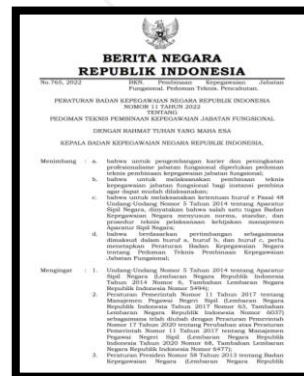 BERITA NEGARA
REPUBLIK INDONESIA
No.765, 2022 BKN. Pembinaan Kepegawaian Jabatan
Fungsional. Pedoman Teknis. Pencabutan.
PERATURAN BADAN KEPEGAWAIAN NEGARA REPUBLIK INDONESIA
NOMOR 11 TAHUN 2022
TENTANG
PEDOMAN TEKNIS PEMBINAAN KEPEGAWAIAN JABATAN FUNGSIONAL
DENGAN RAHMAT TUHAN YANG MAHA ESA
KEPALA BADAN KEPEGAWAIAN NEGARA REPUBLIK INDONESIA,
Menimbang : a. bahwa untuk pengembangan karier dan peningkatan
profesionalisme jabatan fungsional diperlukan pedoman
teknis pembinaan kepegawaian jabatan fungsional;
b. bahwa untuk melaksanakan pembinaan teknis
kepegawaian jabatan fungsional bagi instansi pembina
agar dapat mudah dilaksanakan;
c. bahwa untuk melaksanakan ketentuan huruf e Pasal 48
Undang-Undang Nomor 5 Tahun 2014 tentang Aparatur
Sipil Negara, dinyatakan bahwa salah satu tugas Badan
Kepegawaian Negara menyusun norma, standar, dan
prosedur teknis pelaksanaan kebijakan manajemen
Aparatur Sipil Negara;
d. bahwa berdasarkan pertimbangan sebagaimana
dimaksud dalam huruf a, huruf b, dan huruf c, perlu
menetapkan Peraturan Badan Kepegawaian Negara
tentang Pedoman Teknis Pembinaan Kepegawaian
Jabatan Fungsional;
Mengingat : 1. Undang-Undang Nomor 5 Tahun 2014 tentang Aparatur
Sipil Negara (Lembaran Negara Republik Indonesia
Tahun 2014 Nomor 6, Tambahan Lembaran Negara
Republik Indonesia Nomor 5494);
2. Peraturan Pemerintah Nomor 11 Tahun 2017 tentang
Manajemen Pegawai Negeri Sipil (Lembaran Negara
Republik Indonesia Tahun 2017 Nomor 63, Tambahan
Lembaran Negara Republik Indonesia Nomor 6037)
sebagaimana telah diubah dengan Peraturan Pemerintah
Nomor 17 Tahun 2020 tentang Perubahan atas Peraturan
Pemerintah Nomor 11 Tahun 2017 tentang Manajemen
Pegawai Negeri Sipil (Lembaran Negara Republik
Indonesia Tahun 2020 Nomor 68, Tambahan Lembaran
Negara Republik Indonesia Nomor 6477);
3. Peraturan Presiden Nomor 58 Tahun 2013 tentang Badan
Kepegawaian Negara (Lembaran Negara Republik